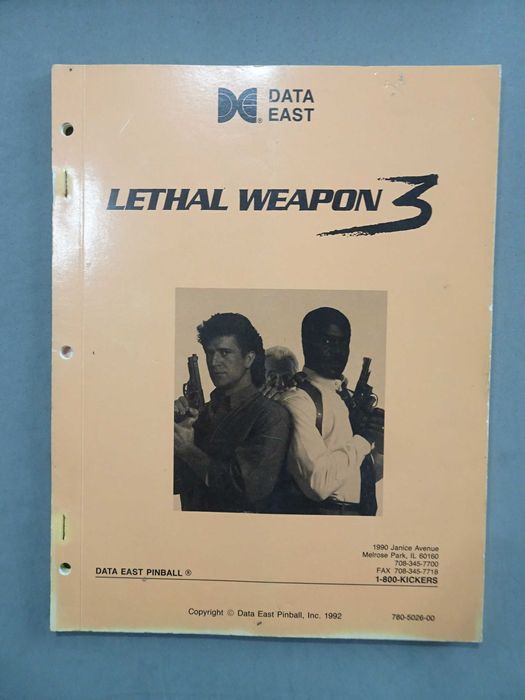 DATA
EAST
®
LETHAL WEAPON 3
1990 Janice Avenue
Melrose Park, IL 60160
708-345-7700
FAX 708-345-7718
1-800-KICKERS
DATA EAST PINBALL ®
Copyright © Data East Pinball, Inc. 1992
780-5026-00